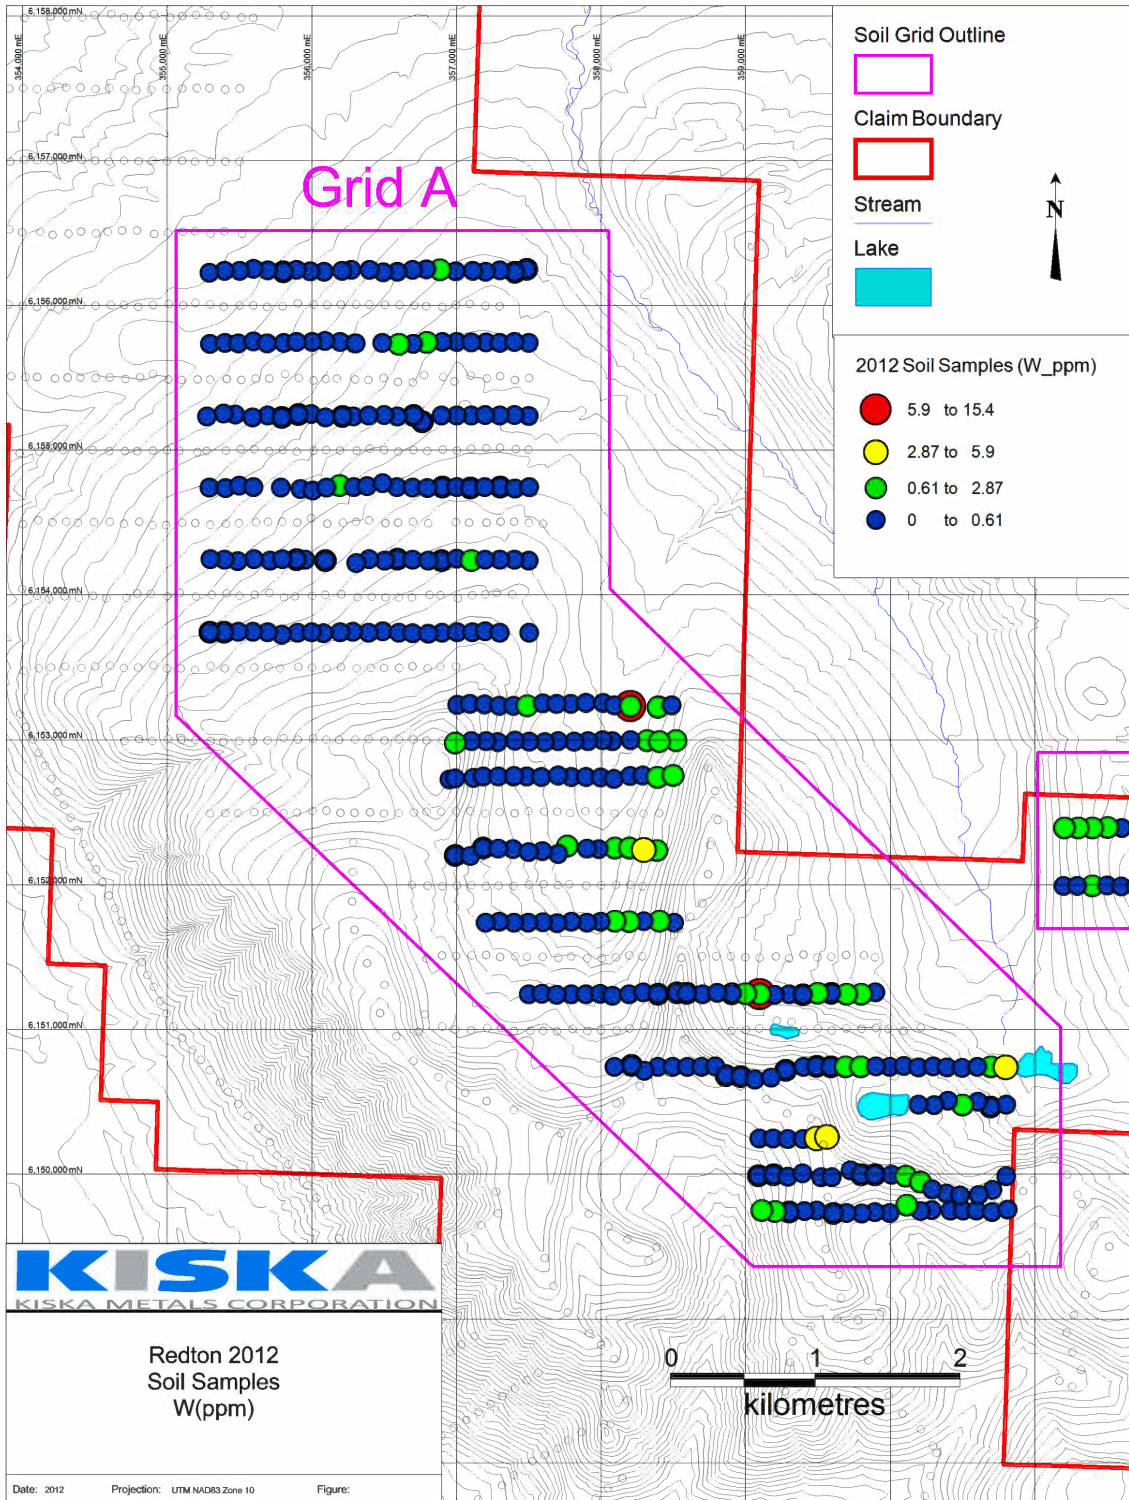 6,158,000 mN
354,000 mE
355,000 mE
356,000 mE
357,000 mE
358,000 mE
359,000 mE
Soil Grid Outline
Claim Boundary
Stream
Lake
N
6,157,000 mN
Grid A
6,156,000 mN
2012 Soil Samples (W_ppm)
5.9 to 15.4
2.87 to 5.9
0.61 to 2.87
0 to 0.61
6,155,000 mN
6,154,000 mN
6,153,000 mN
6,152,000 mN
6,151,000 mN
6,150,000 mN
KISKA
KISKA METALS CORPORATION
Redton 2012
Soil Samples
W(ppm)
0 1 2
kilometres
Date: 2012 Projection: UTM NAD83 Zone 10 Figure: